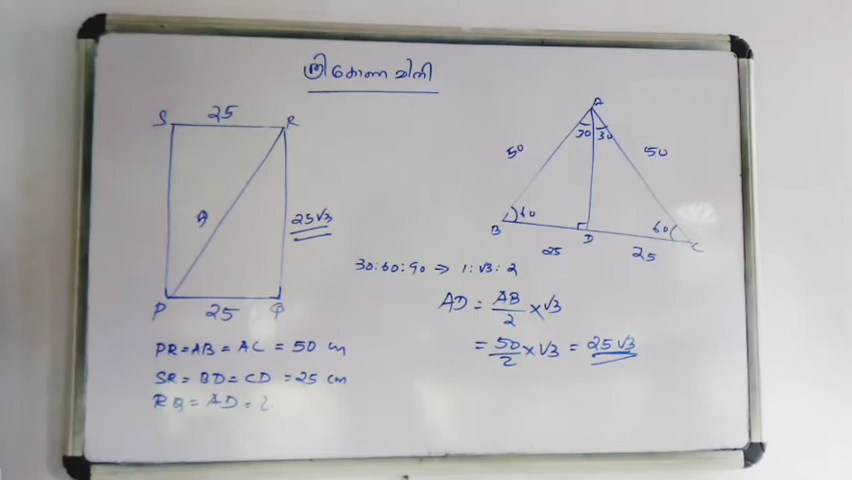 ത്രികോണമിതി
S 25 R
25√3
P 25 Q
A
30 30
50 50
60 60
B D C
25 25
30:60:90 ⇒ 1:√3:2
AD = AB/2 × √3
= 50/2 × √3 = 25√3
PR = AB = AC = 50 cm
SR = BD = CD = 25 cm
RQ = AD = 2